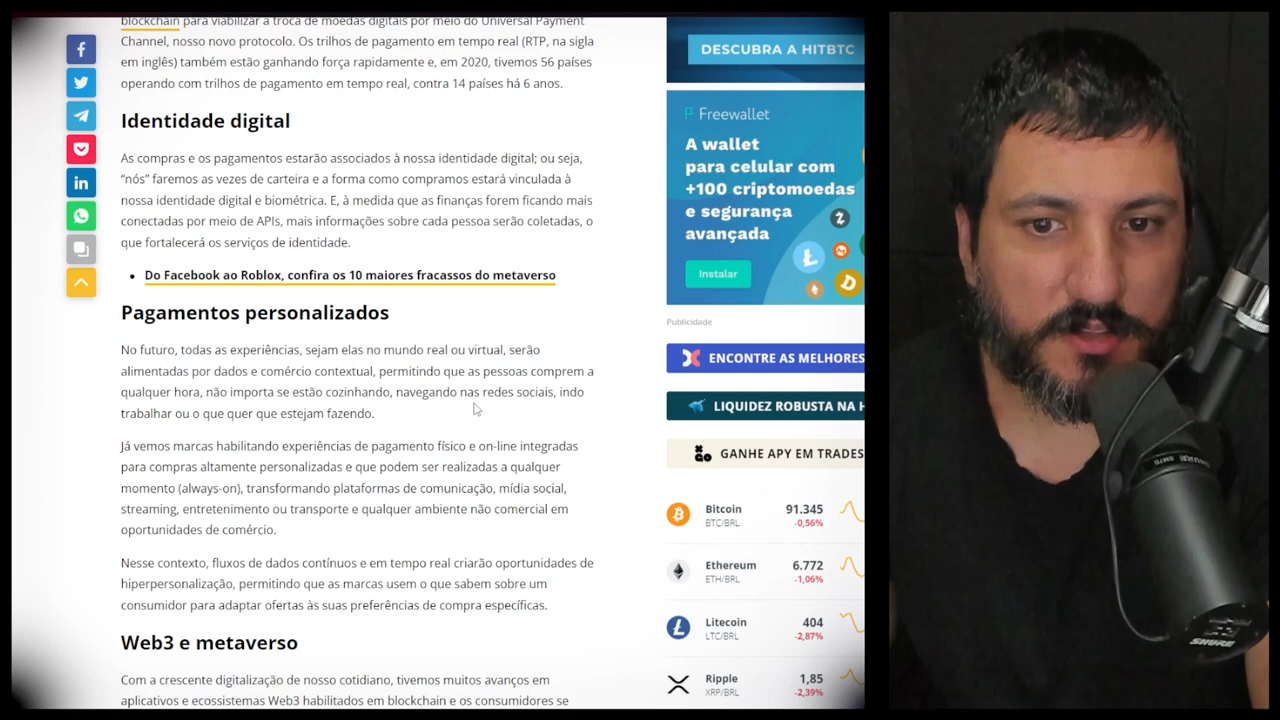 blockchain para viabilizar a troca de moedas digitais por meio do Universal Payment
Channel, nosso novo protocolo. Os trilhos de pagamento em tempo real (RTP, na sigla
em inglês) também estão ganhando força rapidamente e, em 2020, tivemos 56 países
operando com trilhos de pagamento em tempo real, contra 14 países há 6 anos.
Identidade digital
As compras e os pagamentos estarão associados à nossa identidade digital; ou seja,
“nós” faremos as vezes de carteira e a forma como compramos estará vinculada à
nossa identidade digital e biométrica. E, à medida que as finanças forem ficando mais
conectadas por meio de APIs, mais informações sobre cada pessoa serão coletadas, o
que fortalecerá os serviços de identidade.
Do Facebook ao Roblox, confira os 10 maiores fracassos do metaverso
Pagamentos personalizados
No futuro, todas as experiências, sejam elas no mundo real ou virtual, serão
alimentadas por dados e comércio contextual, permitindo que as pessoas comprem a
qualquer hora, não importa se estão cozinhando, navegando nas redes sociais, indo
trabalhar ou o que quer que estejam fazendo.
Já vemos marcas habilitando experiências de pagamento físico e on-line integradas
para compras altamente personalizadas e que podem ser realizadas a qualquer
momento (always-on), transformando plataformas de comunicação, mídia social,
streaming, entretenimento ou transporte e qualquer ambiente não comercial em
oportunidades de comércio.
Nesse contexto, fluxos de dados contínuos e em tempo real criarão oportunidades de
hiperpersonalização, permitindo que as marcas usem o que sabem sobre um
consumidor para adaptar ofertas às suas preferências de compra específicas.
Web3 e metaverso
Com a crescente digitalização de nosso cotidiano, tivemos muitos avanços em
aplicativos e ecossistemas Web3 habilitados em blockchain e os consumidores se
DESCUBRA A HITBTC
Freewallet
A wallet
para celular com
+100 criptomoedas
e segurança
avançada
Instalar
Publicidade
ENCONTRE AS MELHORES
LIQUIDEZ ROBUSTA NA H
GANHE APY EM TRADES
Bitcoin 91.345
BTC/BRL -0,56%
Ethereum 6.772
ETH/BRL -1,06%
Litecoin 404
LTC/BRL -2,87%
Ripple 1,85
XRP/BRL -2,39%
SHURE